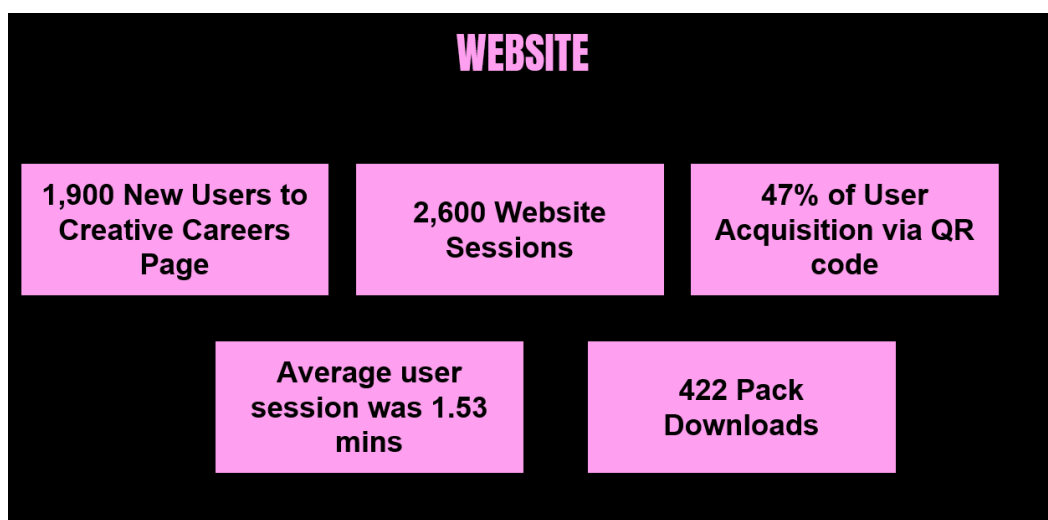 WEBSITE
1,900 New Users to
Creative Careers
Page
2,600 Website
Sessions
47% of User
Acquisition via QR
code
Average user
session was 1.53
mins
422 Pack
Downloads